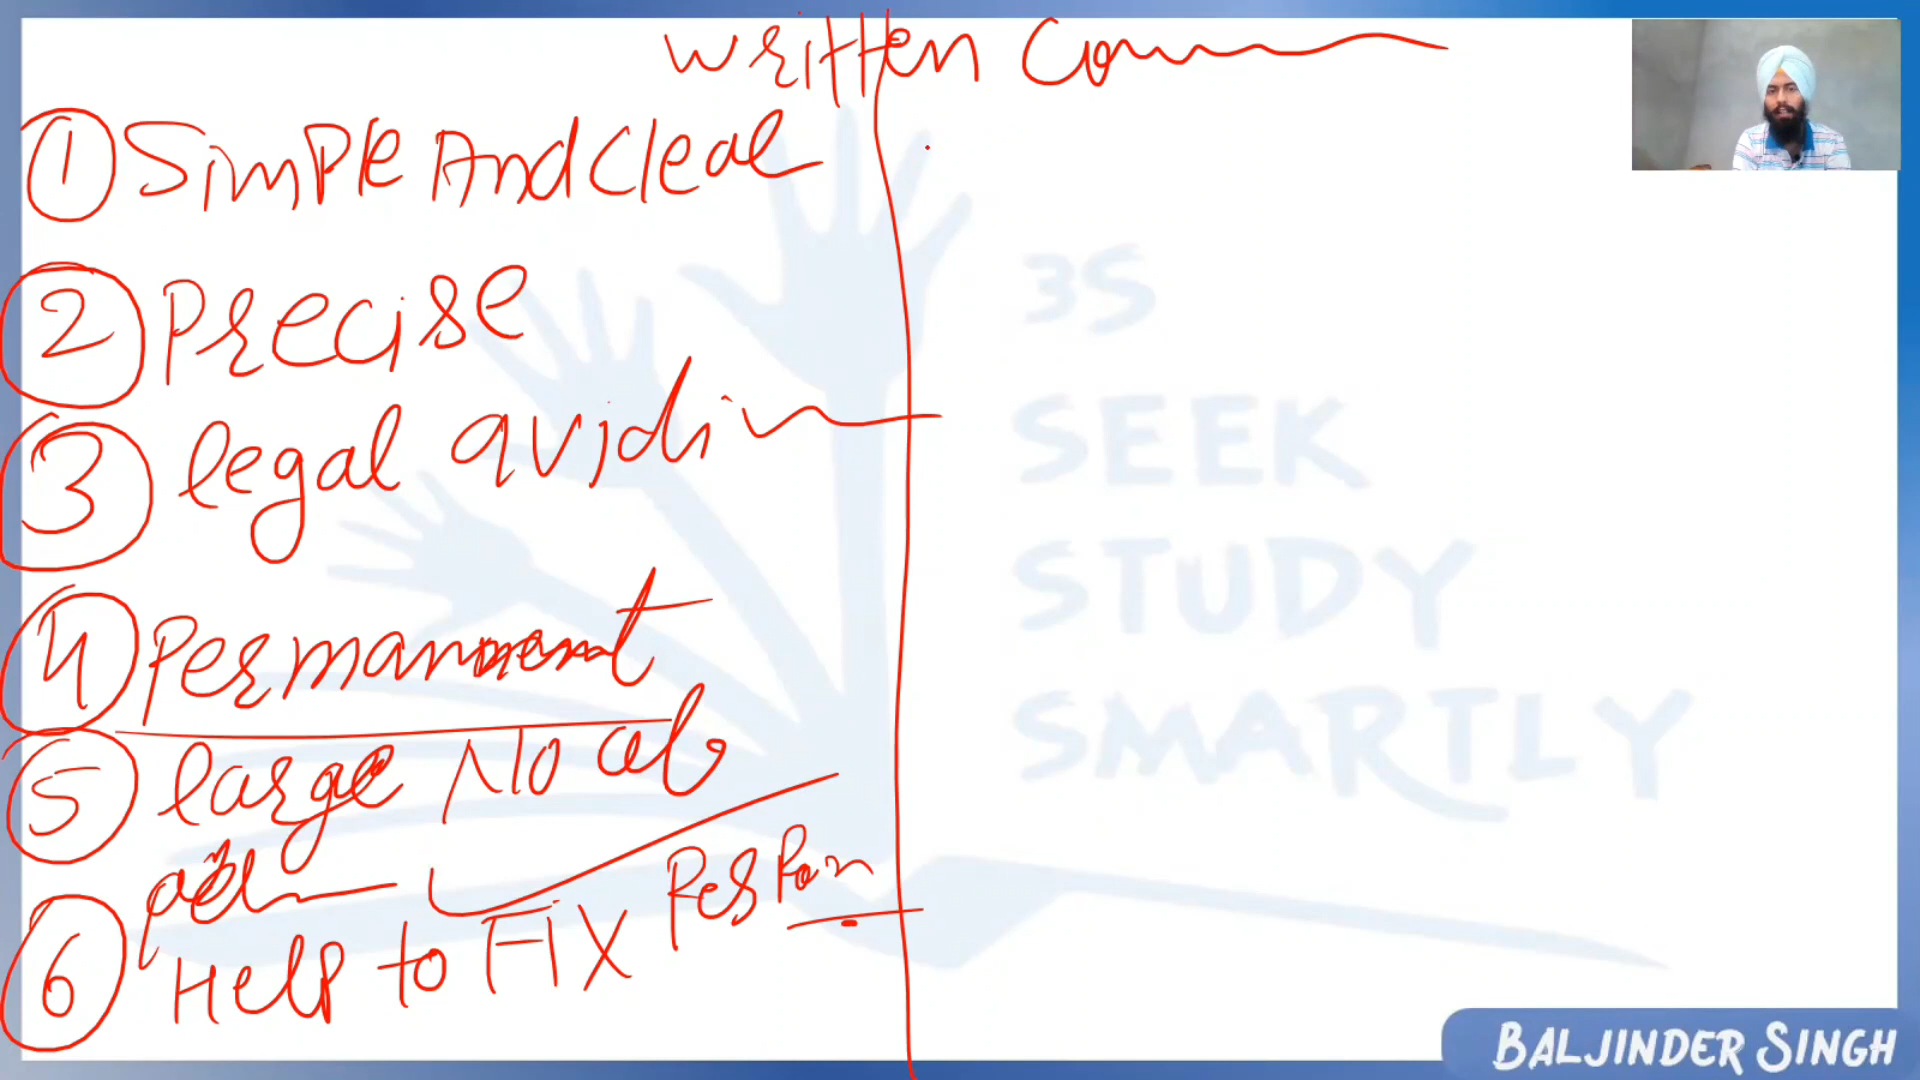 Written Com
① Simple And Clear
② Precise
③ legal
④ Permanent
⑤ large No of
⑥ Help to Fix Respon
3S
SEEK
STUDY
SMARTLY
BALJINDER SINGH